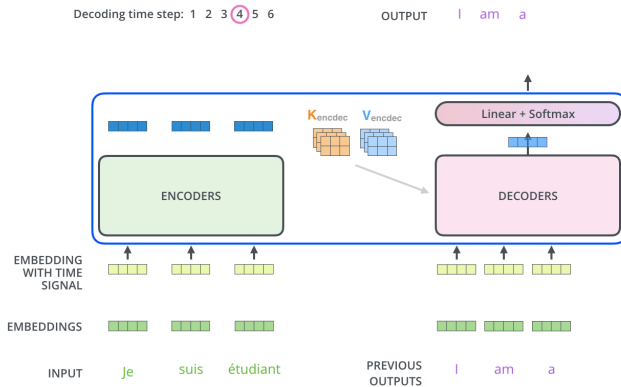 Decoding time step: 1 2 3 4 5 6 OUTPUT I am a
Kencdec Vencdec
Linear + Softmax
ENCODERS DECODERS
EMBEDDING
WITH TIME
SIGNAL
EMBEDDINGS
INPUT Je suis étudiant
PREVIOUS
OUTPUTS I am a